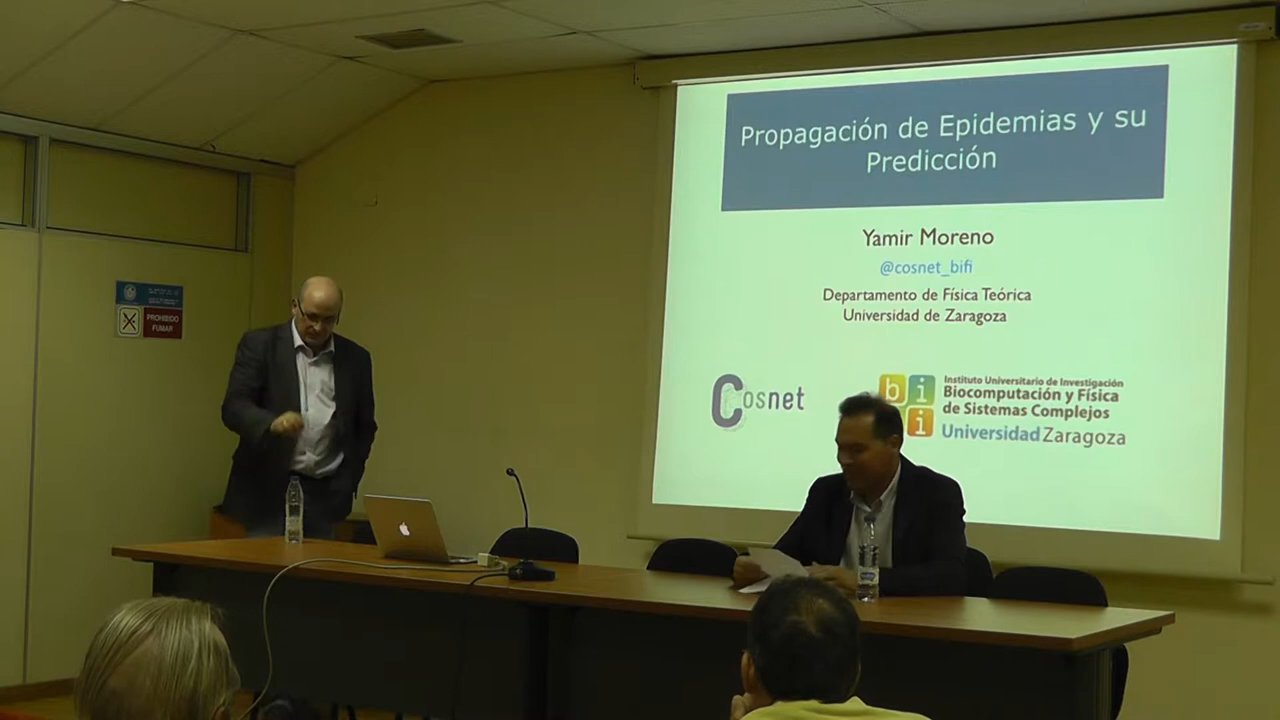 Propagación de Epidemias y su
Predicción
Yamir Moreno
@cosnet_bifi
Departamento de Física Teórica
Universidad de Zaragoza
Cosnet
bii
Instituto Universitario de Investigación
Biocomputación y Física
de Sistemas Complejos
Universidad Zaragoza
PROHIBIDO
FUMAR